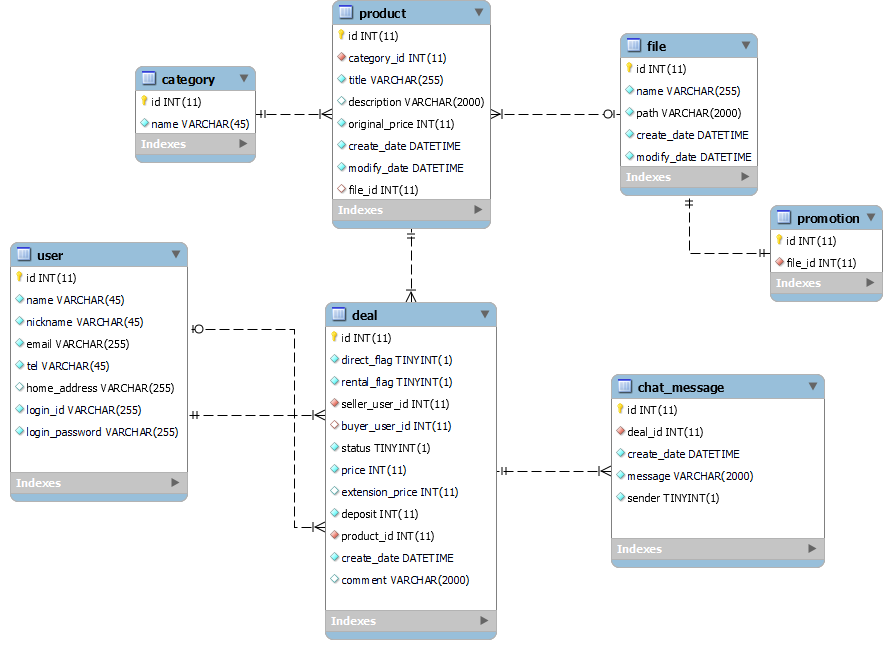 product
id INT(11)
category_id INT(11)
title VARCHAR(255)
description VARCHAR(2000)
original_price INT(11)
create_date DATETIME
modify_date DATETIME
file_id INT(11)
Indexes
file
id INT(11)
name VARCHAR(255)
path VARCHAR(2000)
create_date DATETIME
modify_date DATETIME
Indexes
category
id INT(11)
name VARCHAR(45)
Indexes
promotion
id INT(11)
file_id INT(11)
Indexes
user
id INT(11)
name VARCHAR(45)
nickname VARCHAR(45)
email VARCHAR(255)
tel VARCHAR(45)
home_address VARCHAR(255)
login_id VARCHAR(255)
login_password VARCHAR(255)
Indexes
deal
id INT(11)
direct_flag TINYINT(1)
rental_flag TINYINT(1)
seller_user_id INT(11)
buyer_user_id INT(11)
status TINYINT(1)
price INT(11)
extension_price INT(11)
deposit INT(11)
product_id INT(11)
create_date DATETIME
comment VARCHAR(2000)
Indexes
chat_message
id INT(11)
deal_id INT(11)
create_date DATETIME
message VARCHAR(2000)
sender TINYINT(1)
Indexes